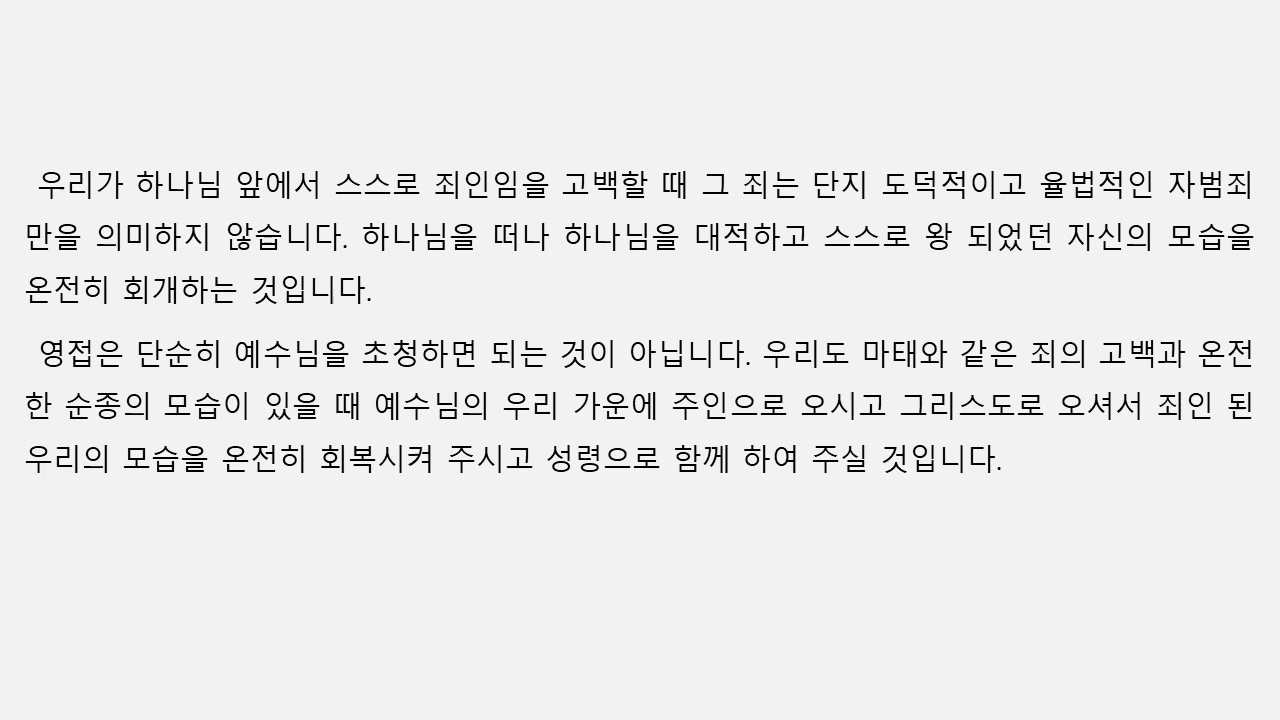 우리가 하나님 앞에서 스스로 죄인임을 고백할 때 그 죄는 단지 도덕적이고 율법적인 자범죄
만을 의미하지 않습니다. 하나님을 떠나 하나님을 대적하고 스스로 왕 되었던 자신의 모습을
온전히 회개하는 것입니다.
영접은 단순히 예수님을 초청하면 되는 것이 아닙니다. 우리도 마태와 같은 죄의 고백과 온전
한 순종의 모습이 있을 때 예수님의 우리 가운에 주인으로 오시고 그리스도로 오셔서 죄인 된
우리의 모습을 온전히 회복시켜 주시고 성령으로 함께 하여 주실 것입니다.